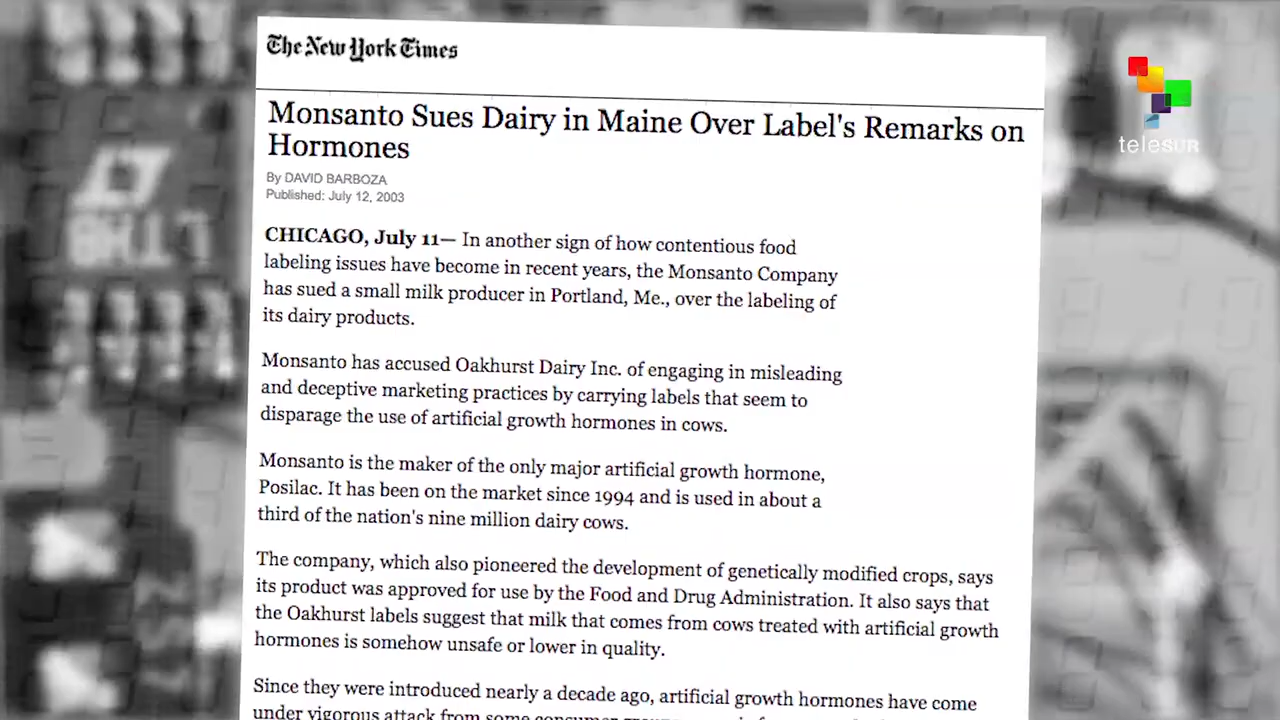 The New York Times
teleSUR
Monsanto Sues Dairy in Maine Over Label's Remarks on
Hormones
By DAVID BARBOZA
Published: July 12, 2003
CHICAGO, July 11— In another sign of how contentious food
labeling issues have become in recent years, the Monsanto Company
has sued a small milk producer in Portland, Me., over the labeling of
its dairy products.
Monsanto has accused Oakhurst Dairy Inc. of engaging in misleading
and deceptive marketing practices by carrying labels that seem to
disparage the use of artificial growth hormones in cows.
Monsanto is the maker of the only major artificial growth hormone,
Posilac. It has been on the market since 1994 and is used in about a
third of the nation's nine million dairy cows.
The company, which also pioneered the development of genetically modified crops, says
its product was approved for use by the Food and Drug Administration. It also says that
the Oakhurst labels suggest that milk that comes from cows treated with artificial growth
hormones is somehow unsafe or lower in quality.
Since they were introduced nearly a decade ago, artificial growth hormones have come
under vigorous attack from some consumer